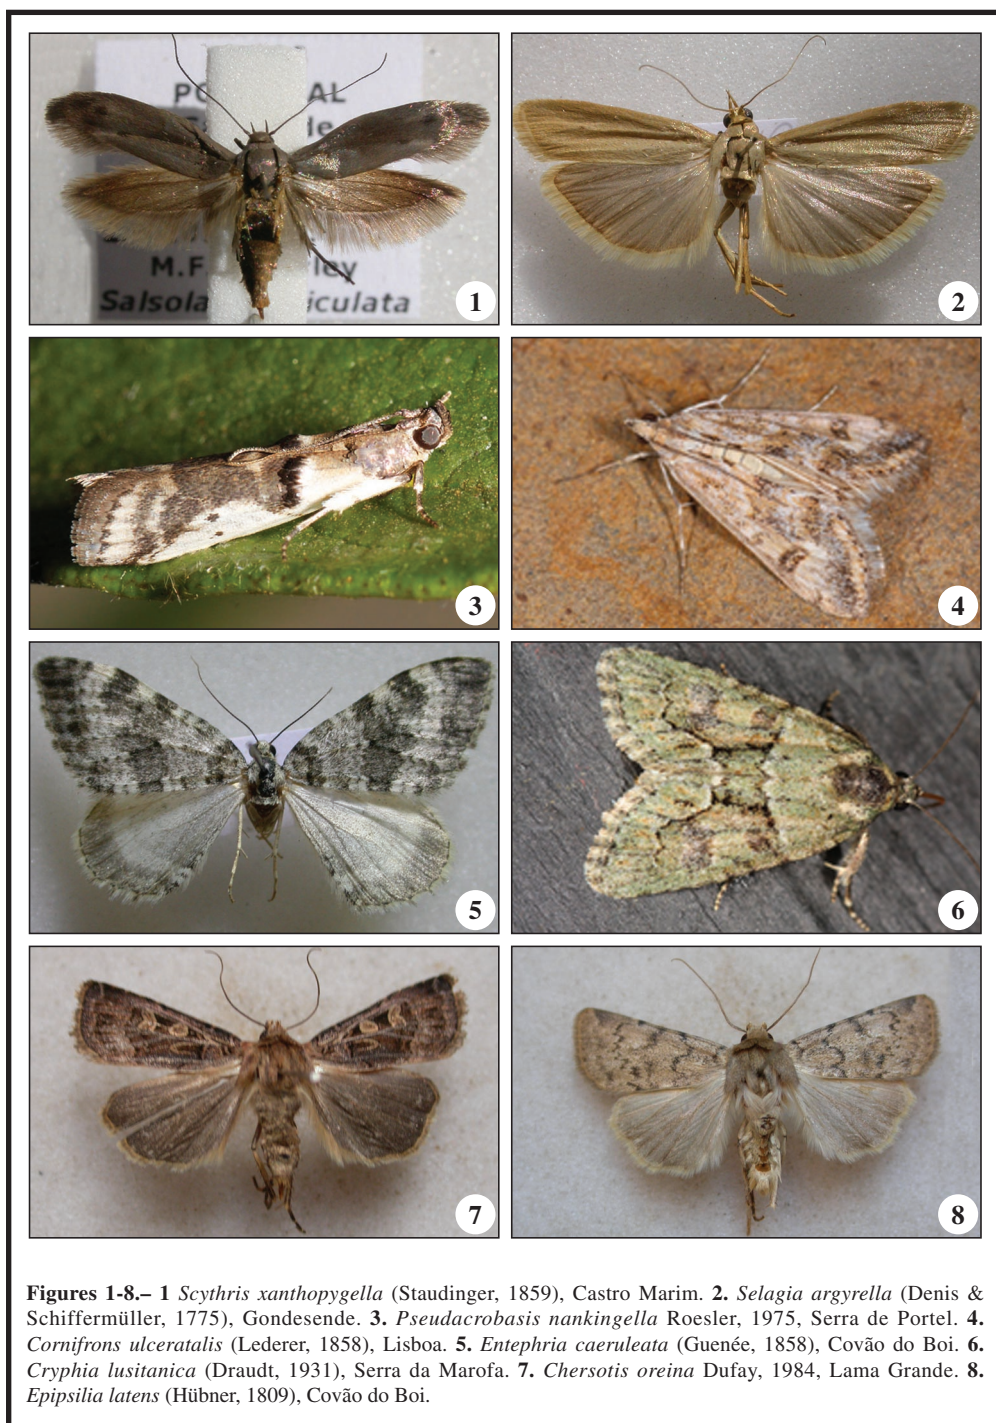 PO AL
de
M.F. rley
Salsola iculata
1
2
3
4
5
6
7
8
Figures 1-8.– 1 Scythris xanthopygella (Staudinger, 1859), Castro Marim. 2. Selagia argyrella (Denis &
Schiffermüller, 1775), Gondesende. 3. Pseudacrobasis nankingella Roesler, 1975, Serra de Portel. 4.
Cornifrons ulceratalis (Lederer, 1858), Lisboa. 5. Entephria caeruleata (Guenée, 1858), Covão do Boi. 6.
Cryphia lusitanica (Draudt, 1931), Serra da Marofa. 7. Chersotis oreina Dufay, 1984, Lama Grande. 8.
Epipsilia latens (Hübner, 1809), Covão do Boi.